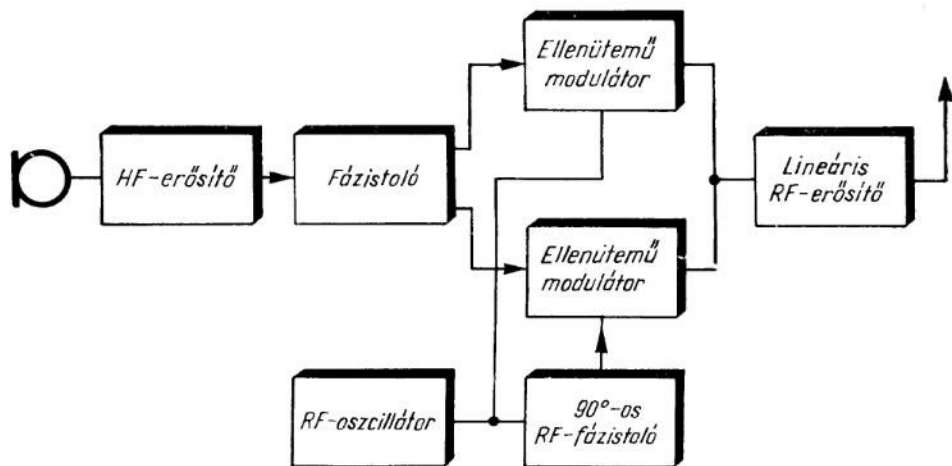 Ellenütemű
modulátor
HF-erősítő
Fázistoló
Lineáris
RF-erősítő
Ellenütemű
modulátor
RF-oszcillátor
90°-os
RF-fázistoló